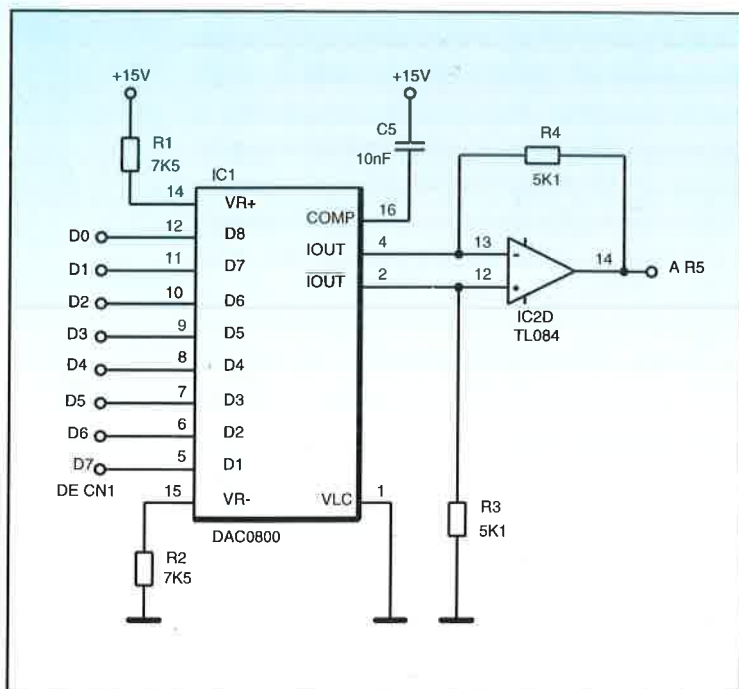 +15V
+15V
R1
7K5
C5
10nF
R4
5K1
IC1
14
VR+
COMP
16
D0
12
D8
IOUT
4
13
-
D1
11
D7
14
A R5
D2
10
D6
IOUT
2
12
+
D3
9
D5
IC2D
TL084
D4
8
D4
D5
7
D3
D6
6
D2
D7
5
D1
DE CN1
15
VR-
VLC
1
R3
5K1
DAC0800
R2
7K5